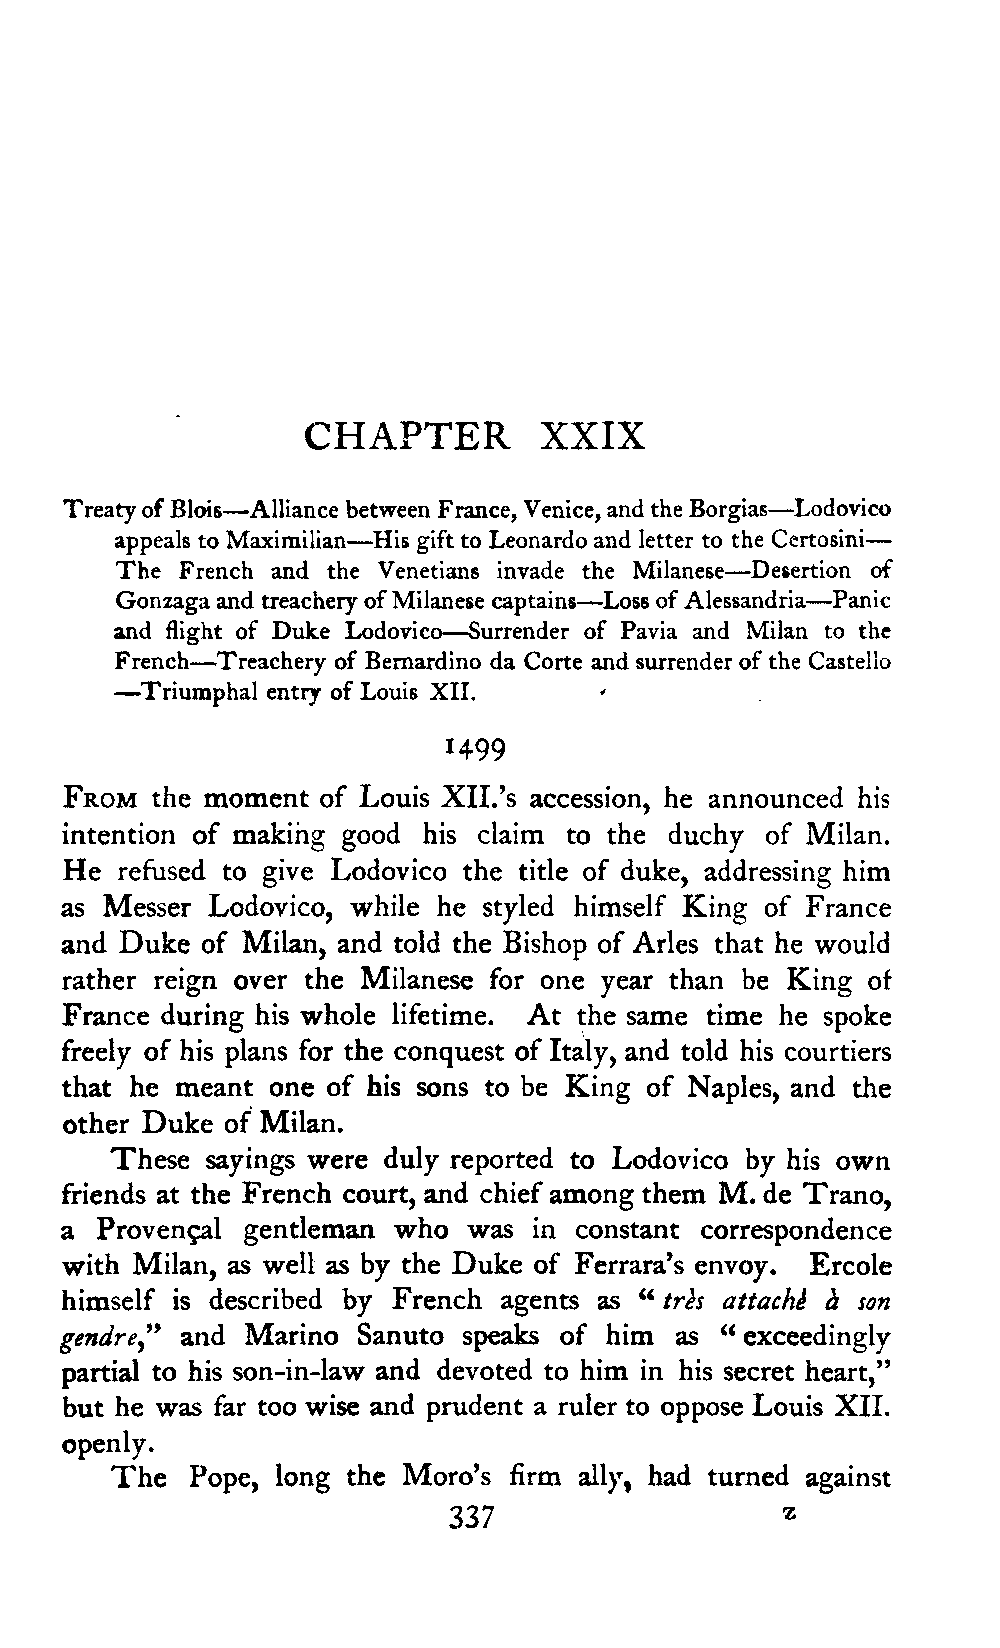 CHAPTER XXIX
Treaty of Blois—Alliance between France, Venice, and the Borgias—Lodovico
appeals to Maximilian—His gift to Leonardo and letter to the Certosini—
The French and the Venetians invade the Milanese—Desertion of
Gonzaga and treachery of Milanese captains—Loss of Alessandria—Panic
and flight of Duke Lodovico—Surrender of Pavia and Milan to the
French—Treachery of Bernardino da Corte and surrender of the Castello
—Triumphal entry of Louis XII.
1499
FROM the moment of Louis XII.'s accession, he announced his
intention of making good his claim to the duchy of Milan.
He refused to give Lodovico the title of duke, addressing him
as Messer Lodovico, while he styled himself King of France
and Duke of Milan, and told the Bishop of Arles that he would
rather reign over the Milanese for one year than be King of
France during his whole lifetime. At the same time he spoke
freely of his plans for the conquest of Italy, and told his courtiers
that he meant one of his sons to be King of Naples, and the
other Duke of Milan.
These sayings were duly reported to Lodovico by his own
friends at the French court, and chief among them M. de Trano,
a Provençal gentleman who was in constant correspondence
with Milan, as well as by the Duke of Ferrara's envoy. Ercole
himself is described by French agents as “ très attaché à son
gendre,” and Marino Sanuto speaks of him as “ exceedingly
partial to his son-in-law and devoted to him in his secret heart,”
but he was far too wise and prudent a ruler to oppose Louis XII.
openly.
The Pope, long the Moro's firm ally, had turned against
337 z